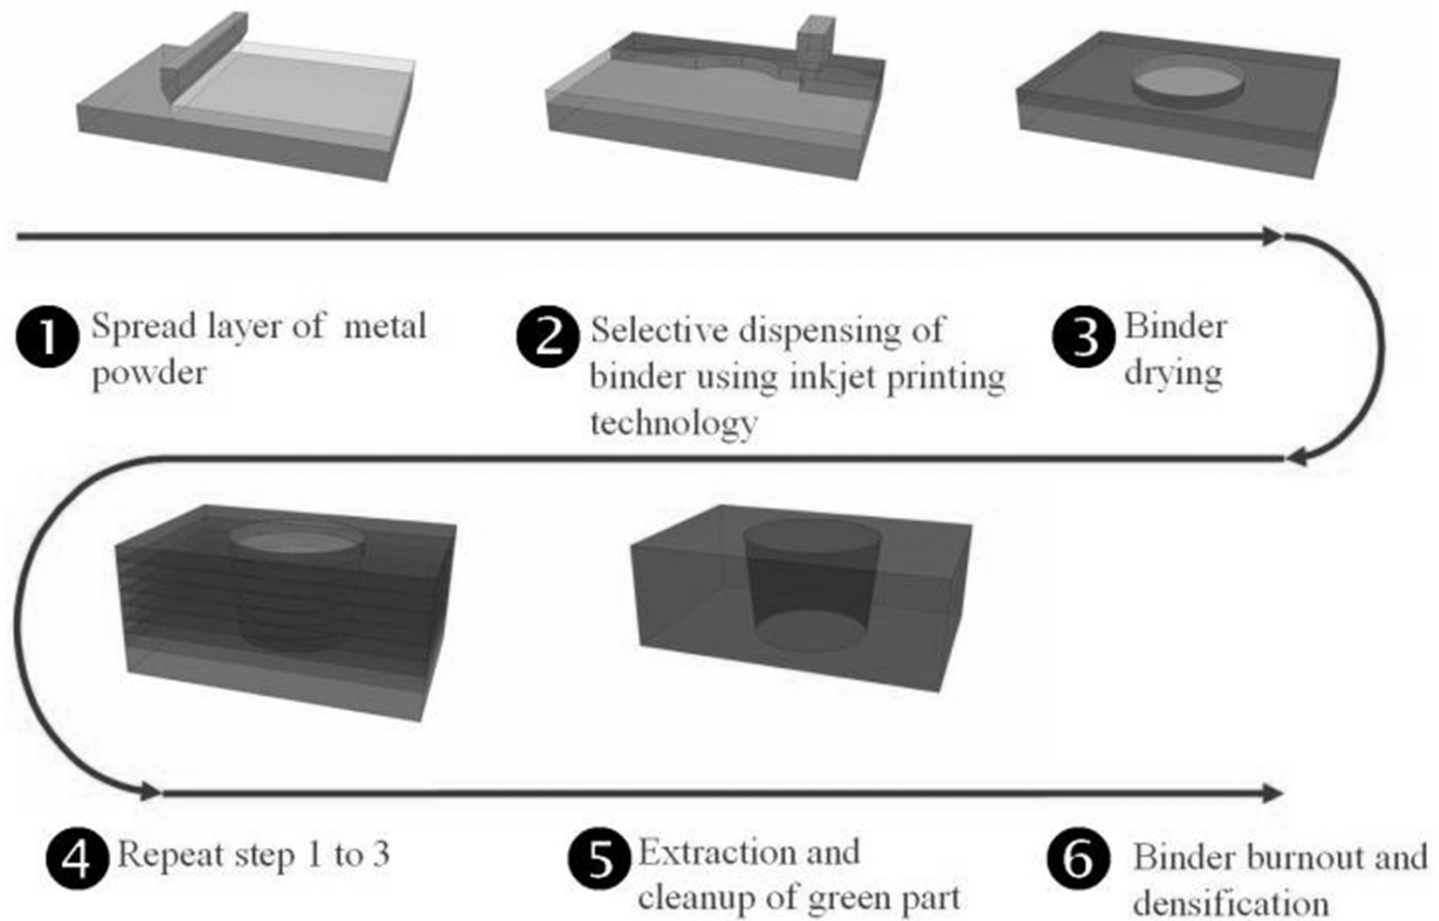 1 Spread layer of metal
powder
2 Selective dispensing of
binder using inkjet printing
technology
3 Binder
drying
4 Repeat step 1 to 3
5 Extraction and
cleanup of green part
6 Binder burnout and
densification